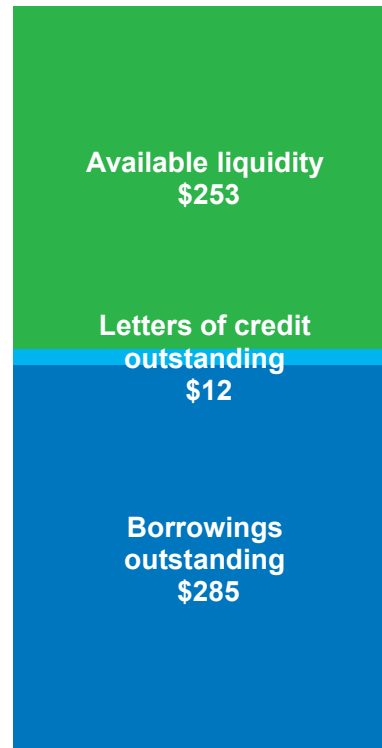 Available liquidity
$253
Letters of credit
outstanding
$12
Borrowings
outstanding
$285